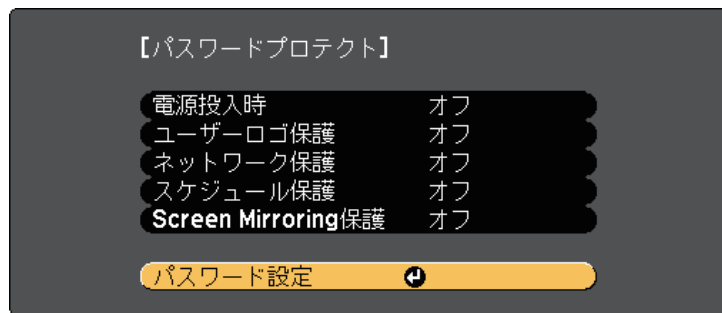 【パスワードプロテクト】
電源投入時 オフ
ユーザーロゴ保護 オフ
ネットワーク保護 オフ
スケジュール保護 オフ
Screen Mirroring保護 オフ
パスワード設定